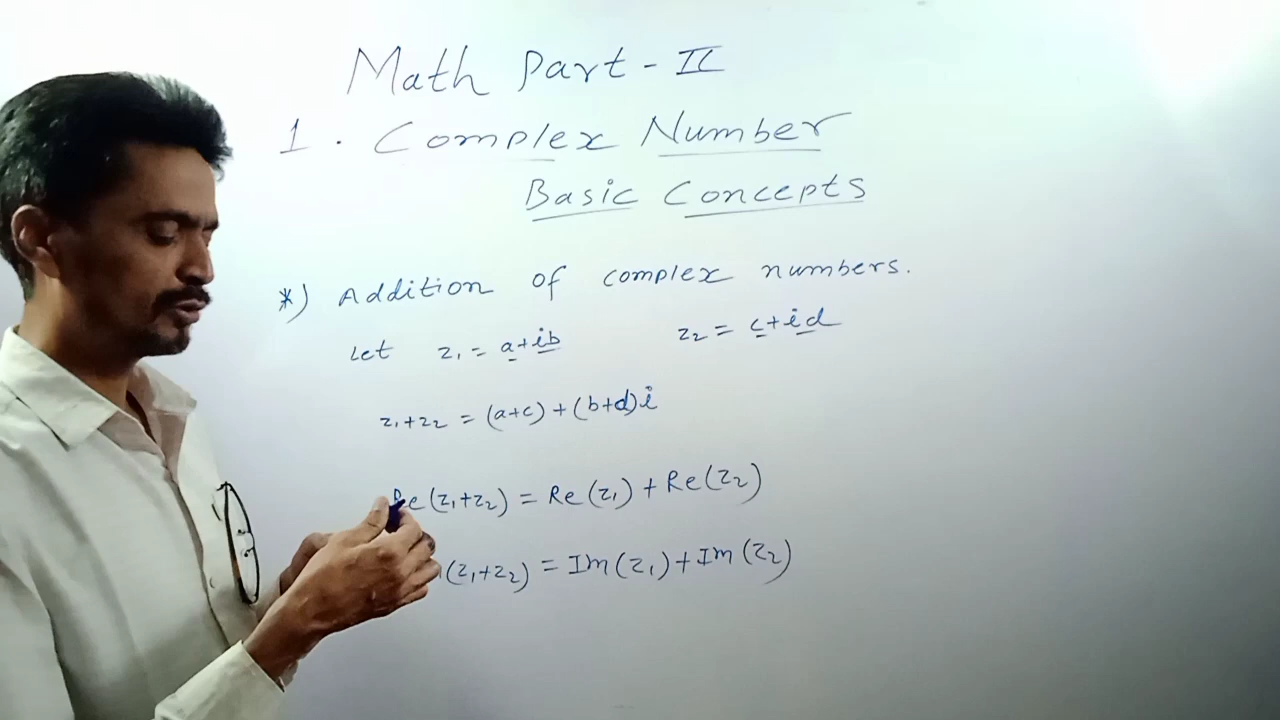 Math Part - II
1. Complex Number
Basic Concepts
*) Addition of complex numbers.
Let z₁ = a+ib z₂ = c+id
z₁+z₂ = (a+c)+(b+d)i
Re(z₁+z₂) = Re(z₁)+Re(z₂)
(z₁+z₂) = Im(z₁)+Im(z₂)